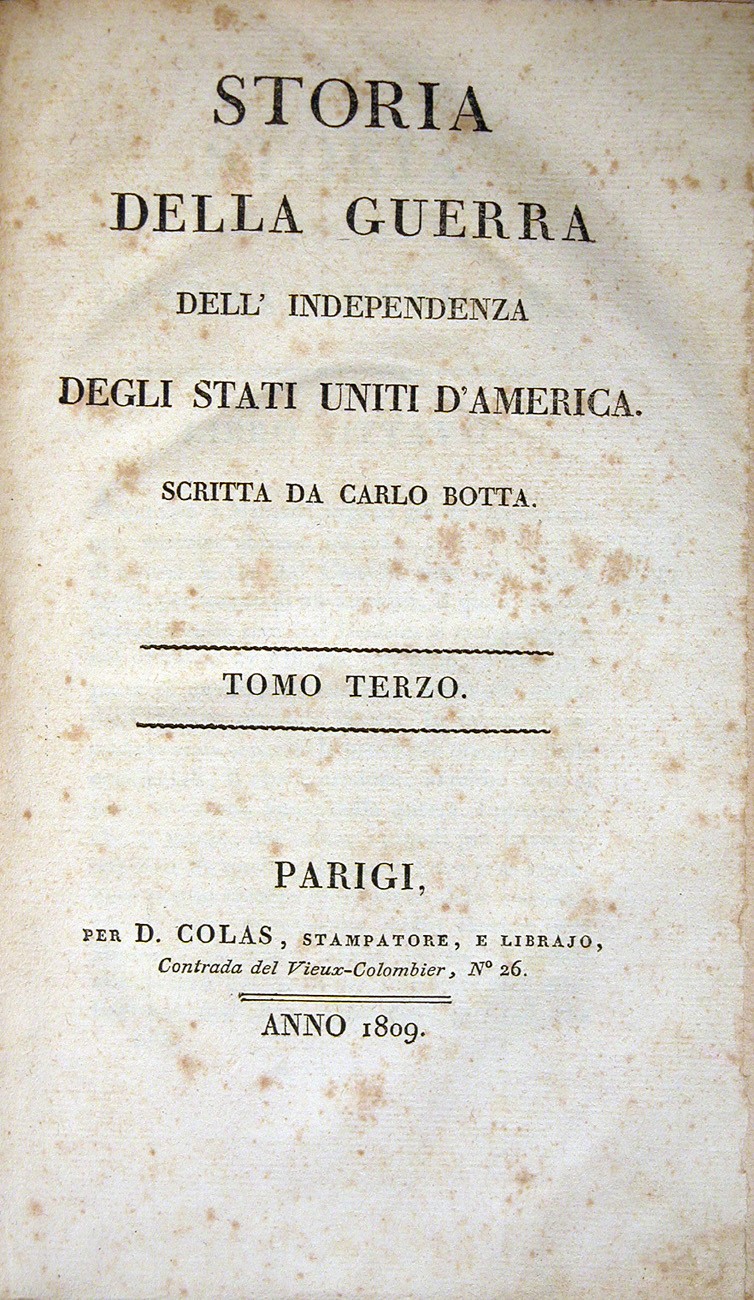 STORIA
DELLA GUERRA
DELL' INDEPENDENZA
DEGLI STATI UNITI D'AMERICA.
SCRITTA DA CARLO BOTTA.
TOMO TERZO.
PARIGI,
PER D. COLAS, STAMPATORE, E LIBRAJO,
Contrada del Vieux-Colombier, N° 26.
ANNO 1809.